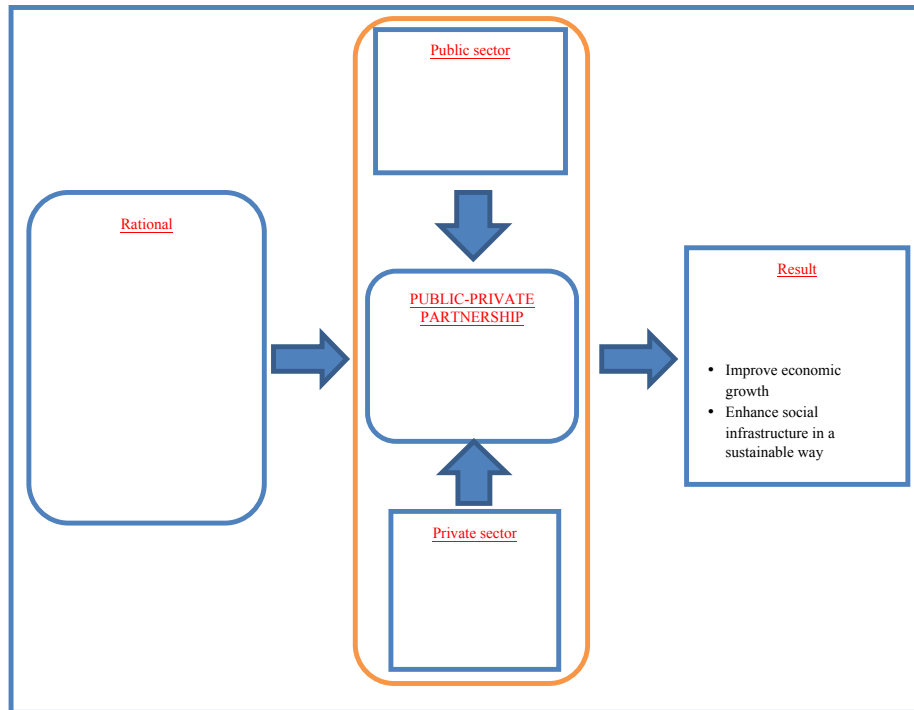 Public sector
Rational
PUBLIC-PRIVATE
PARTNERSHIP
Private sector
Result
• Improve economic
growth
• Enhance social
infrastructure in a
sustainable way